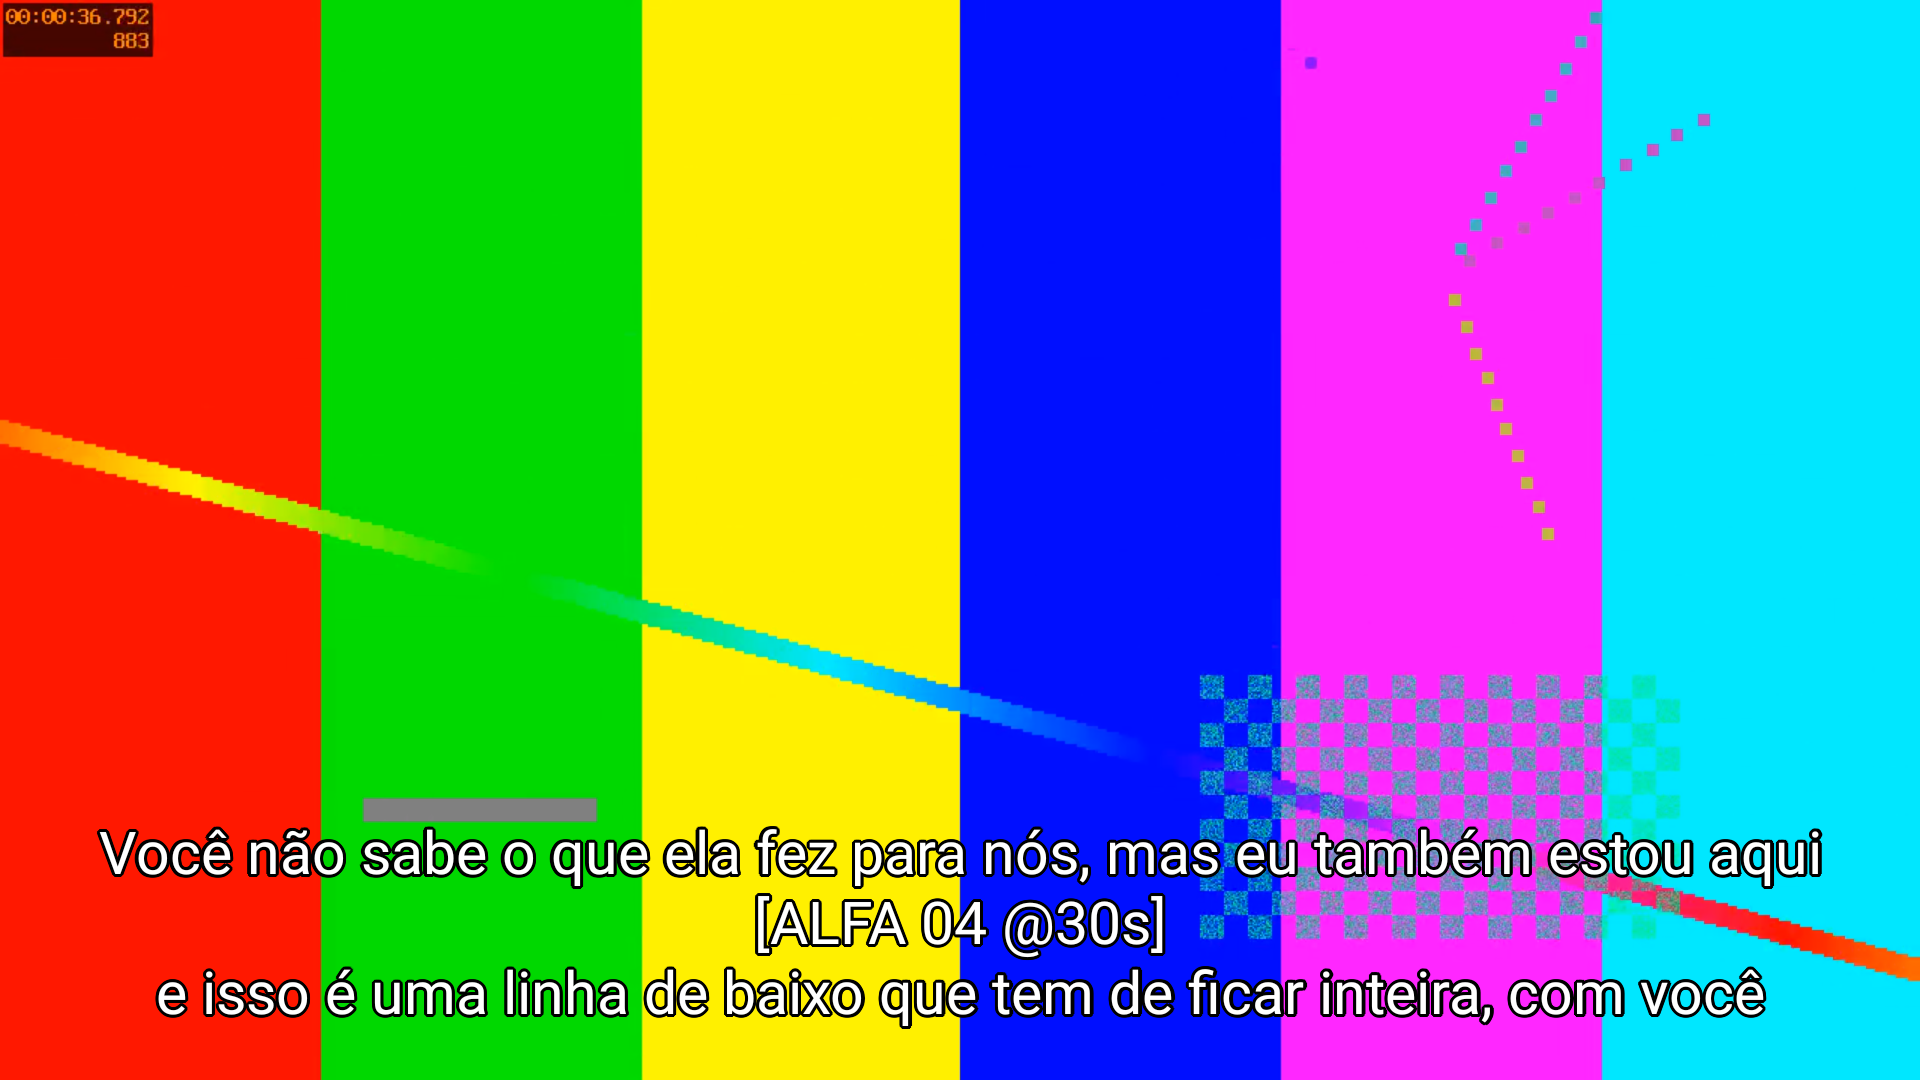 00:00:36.792
883
Você não sabe o que ela fez para nós, mas eu também estou aqui
[ALFA 04 @30s]
e isso é uma linha de baixo que tem de ficar inteira, com você